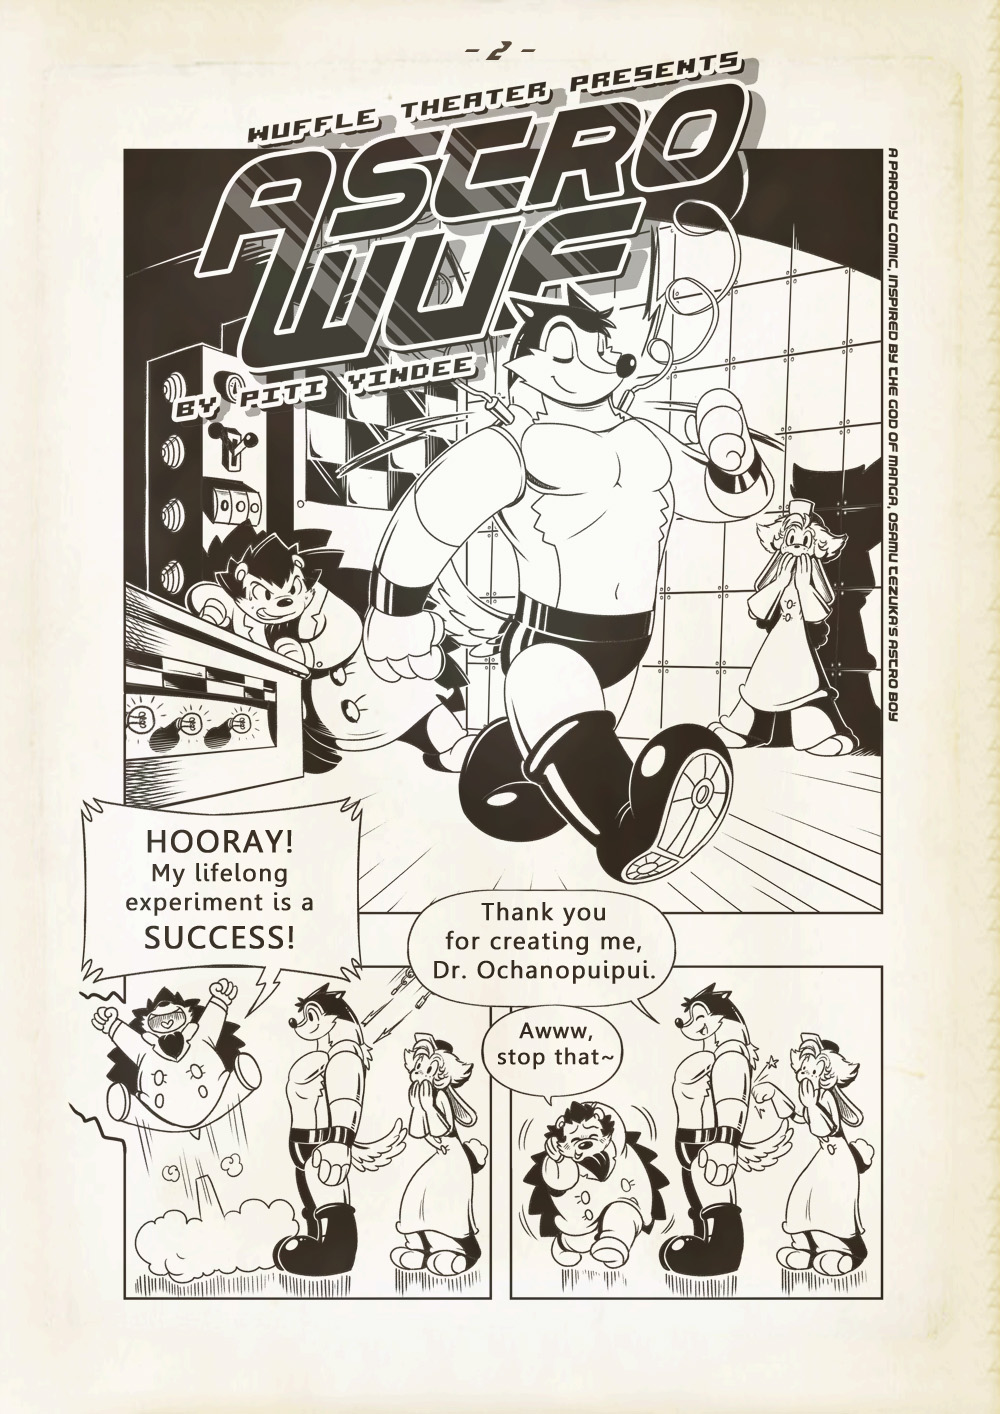 - 2 -
WUFFLE THEATER PRESENTS
ASTRO
WUF
BY PITI YINDEE
A PARODY COMIC, INSPIRED BY THE GOD OF MANGA, OSAMU TEZUKA'S ASTRO BOY
HOORAY!
My lifelong
experiment is a
SUCCESS!
Thank you
for creating me,
Dr. Ochanopuipui.
Awww,
stop that~